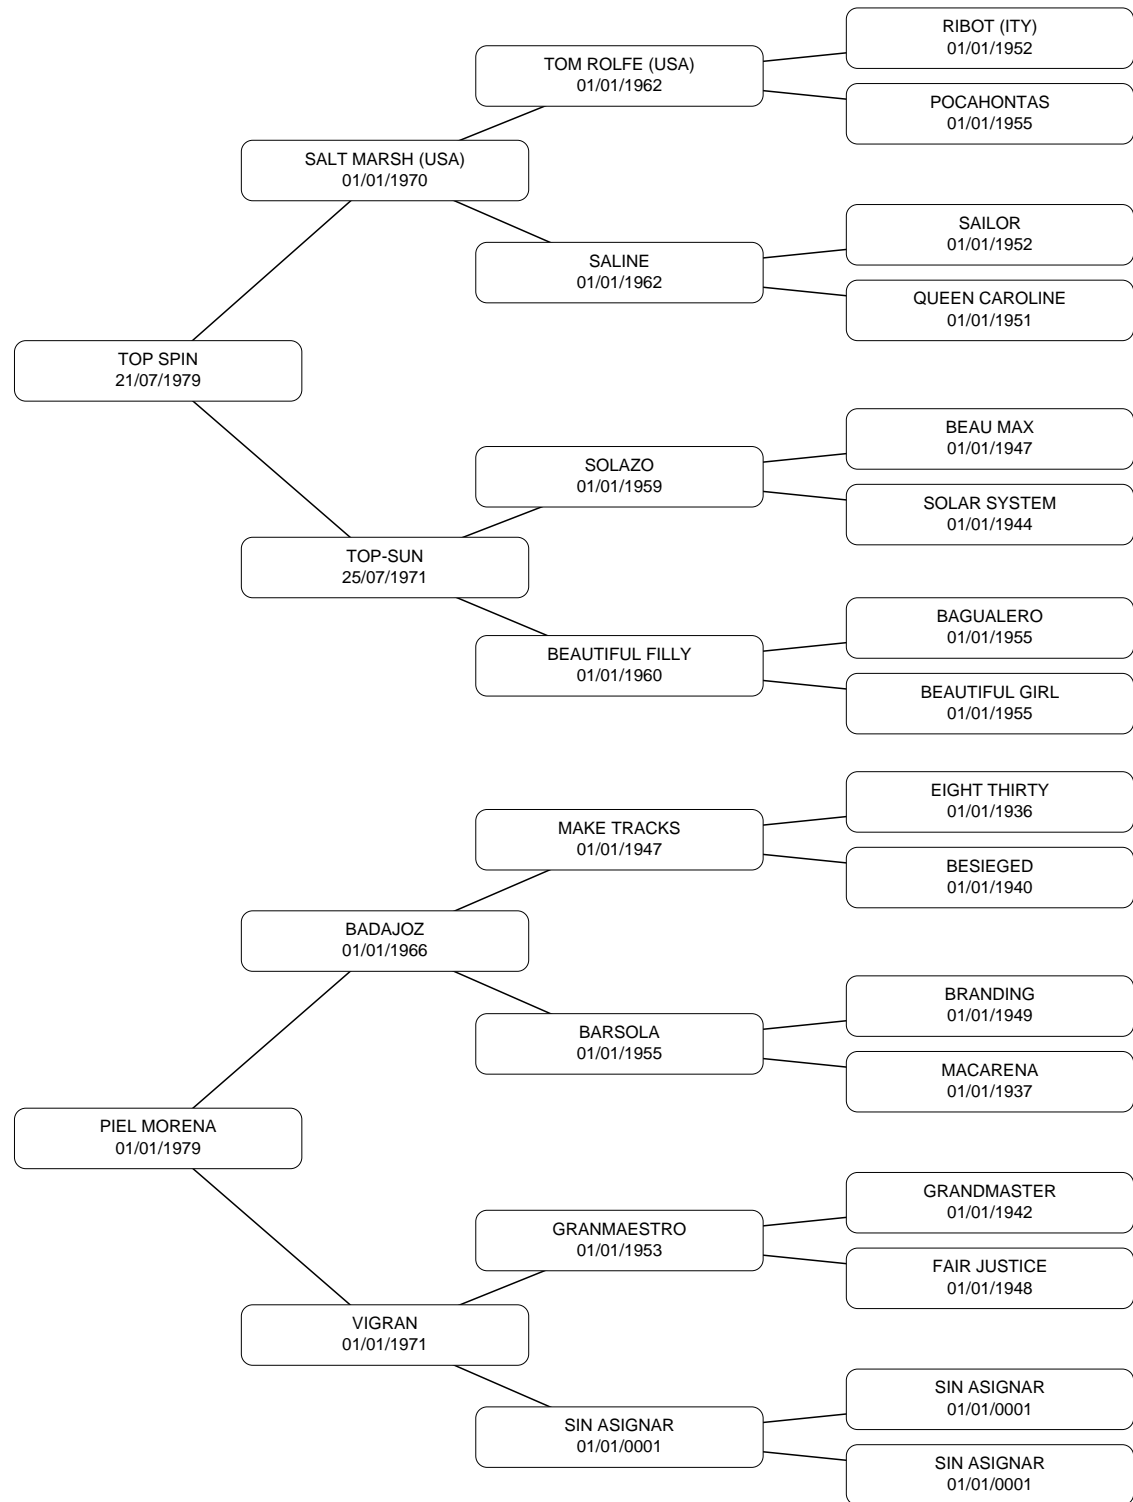 RIBOT (ITY)
01/01/1952
TOM ROLFE (USA)
01/01/1962
POCAHONTAS
01/01/1955
SALT MARSH (USA)
01/01/1970
SAILOR
01/01/1952
SALINE
01/01/1962
QUEEN CAROLINE
01/01/1951
TOP SPIN
21/07/1979
BEAU MAX
01/01/1947
SOLAZO
01/01/1959
SOLAR SYSTEM
01/01/1944
TOP-SUN
25/07/1971
BAGUALERO
01/01/1955
BEAUTIFUL FILLY
01/01/1960
BEAUTIFUL GIRL
01/01/1955
EIGHT THIRTY
01/01/1936
MAKE TRACKS
01/01/1947
BESIEGED
01/01/1940
BADAJOZ
01/01/1966
BRANDING
01/01/1949
BARSOLA
01/01/1955
MACARENA
01/01/1937
PIEL MORENA
01/01/1979
GRANDMASTER
01/01/1942
GRANMAESTRO
01/01/1953
FAIR JUSTICE
01/01/1948
VIGRAN
01/01/1971
SIN ASIGNAR
01/01/0001
SIN ASIGNAR
01/01/0001
SIN ASIGNAR
01/01/0001